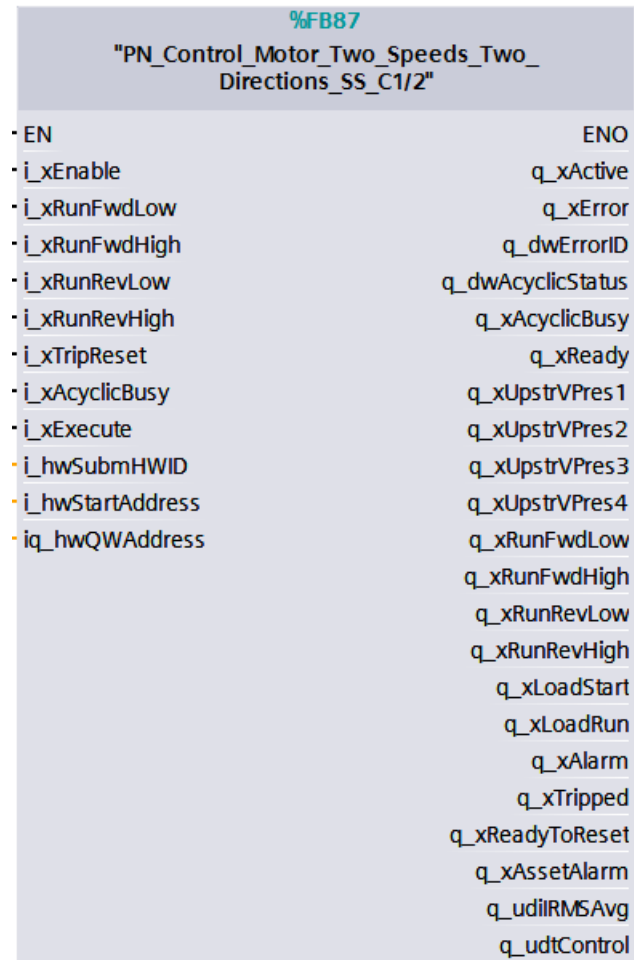 %FB87
"PN_Control_Motor_Two_Speeds_Two_
Directions_SS_C1/2"
EN ENO
i_xEnable q_xActive
i_xRunFwdLow q_xError
i_xRunFwdHigh q_dwErrorID
i_xRunRevLow q_dwAcyclicStatus
i_xRunRevHigh q_xAcyclicBusy
i_xTripReset q_xReady
i_xAcyclicBusy q_xUpstrVPres1
i_xExecute q_xUpstrVPres2
i_hwSubmHWID q_xUpstrVPres3
i_hwStartAddress q_xUpstrVPres4
iq_hwQWAddress q_xRunFwdLow
q_xRunFwdHigh
q_xRunRevLow
q_xRunRevHigh
q_xLoadStart
q_xLoadRun
q_xAlarm
q_xTripped
q_xReadyToReset
q_xAssetAlarm
q_udiIRMSAvg
q_udtControl